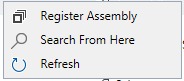 Register Assembly
Search From Here
Refresh